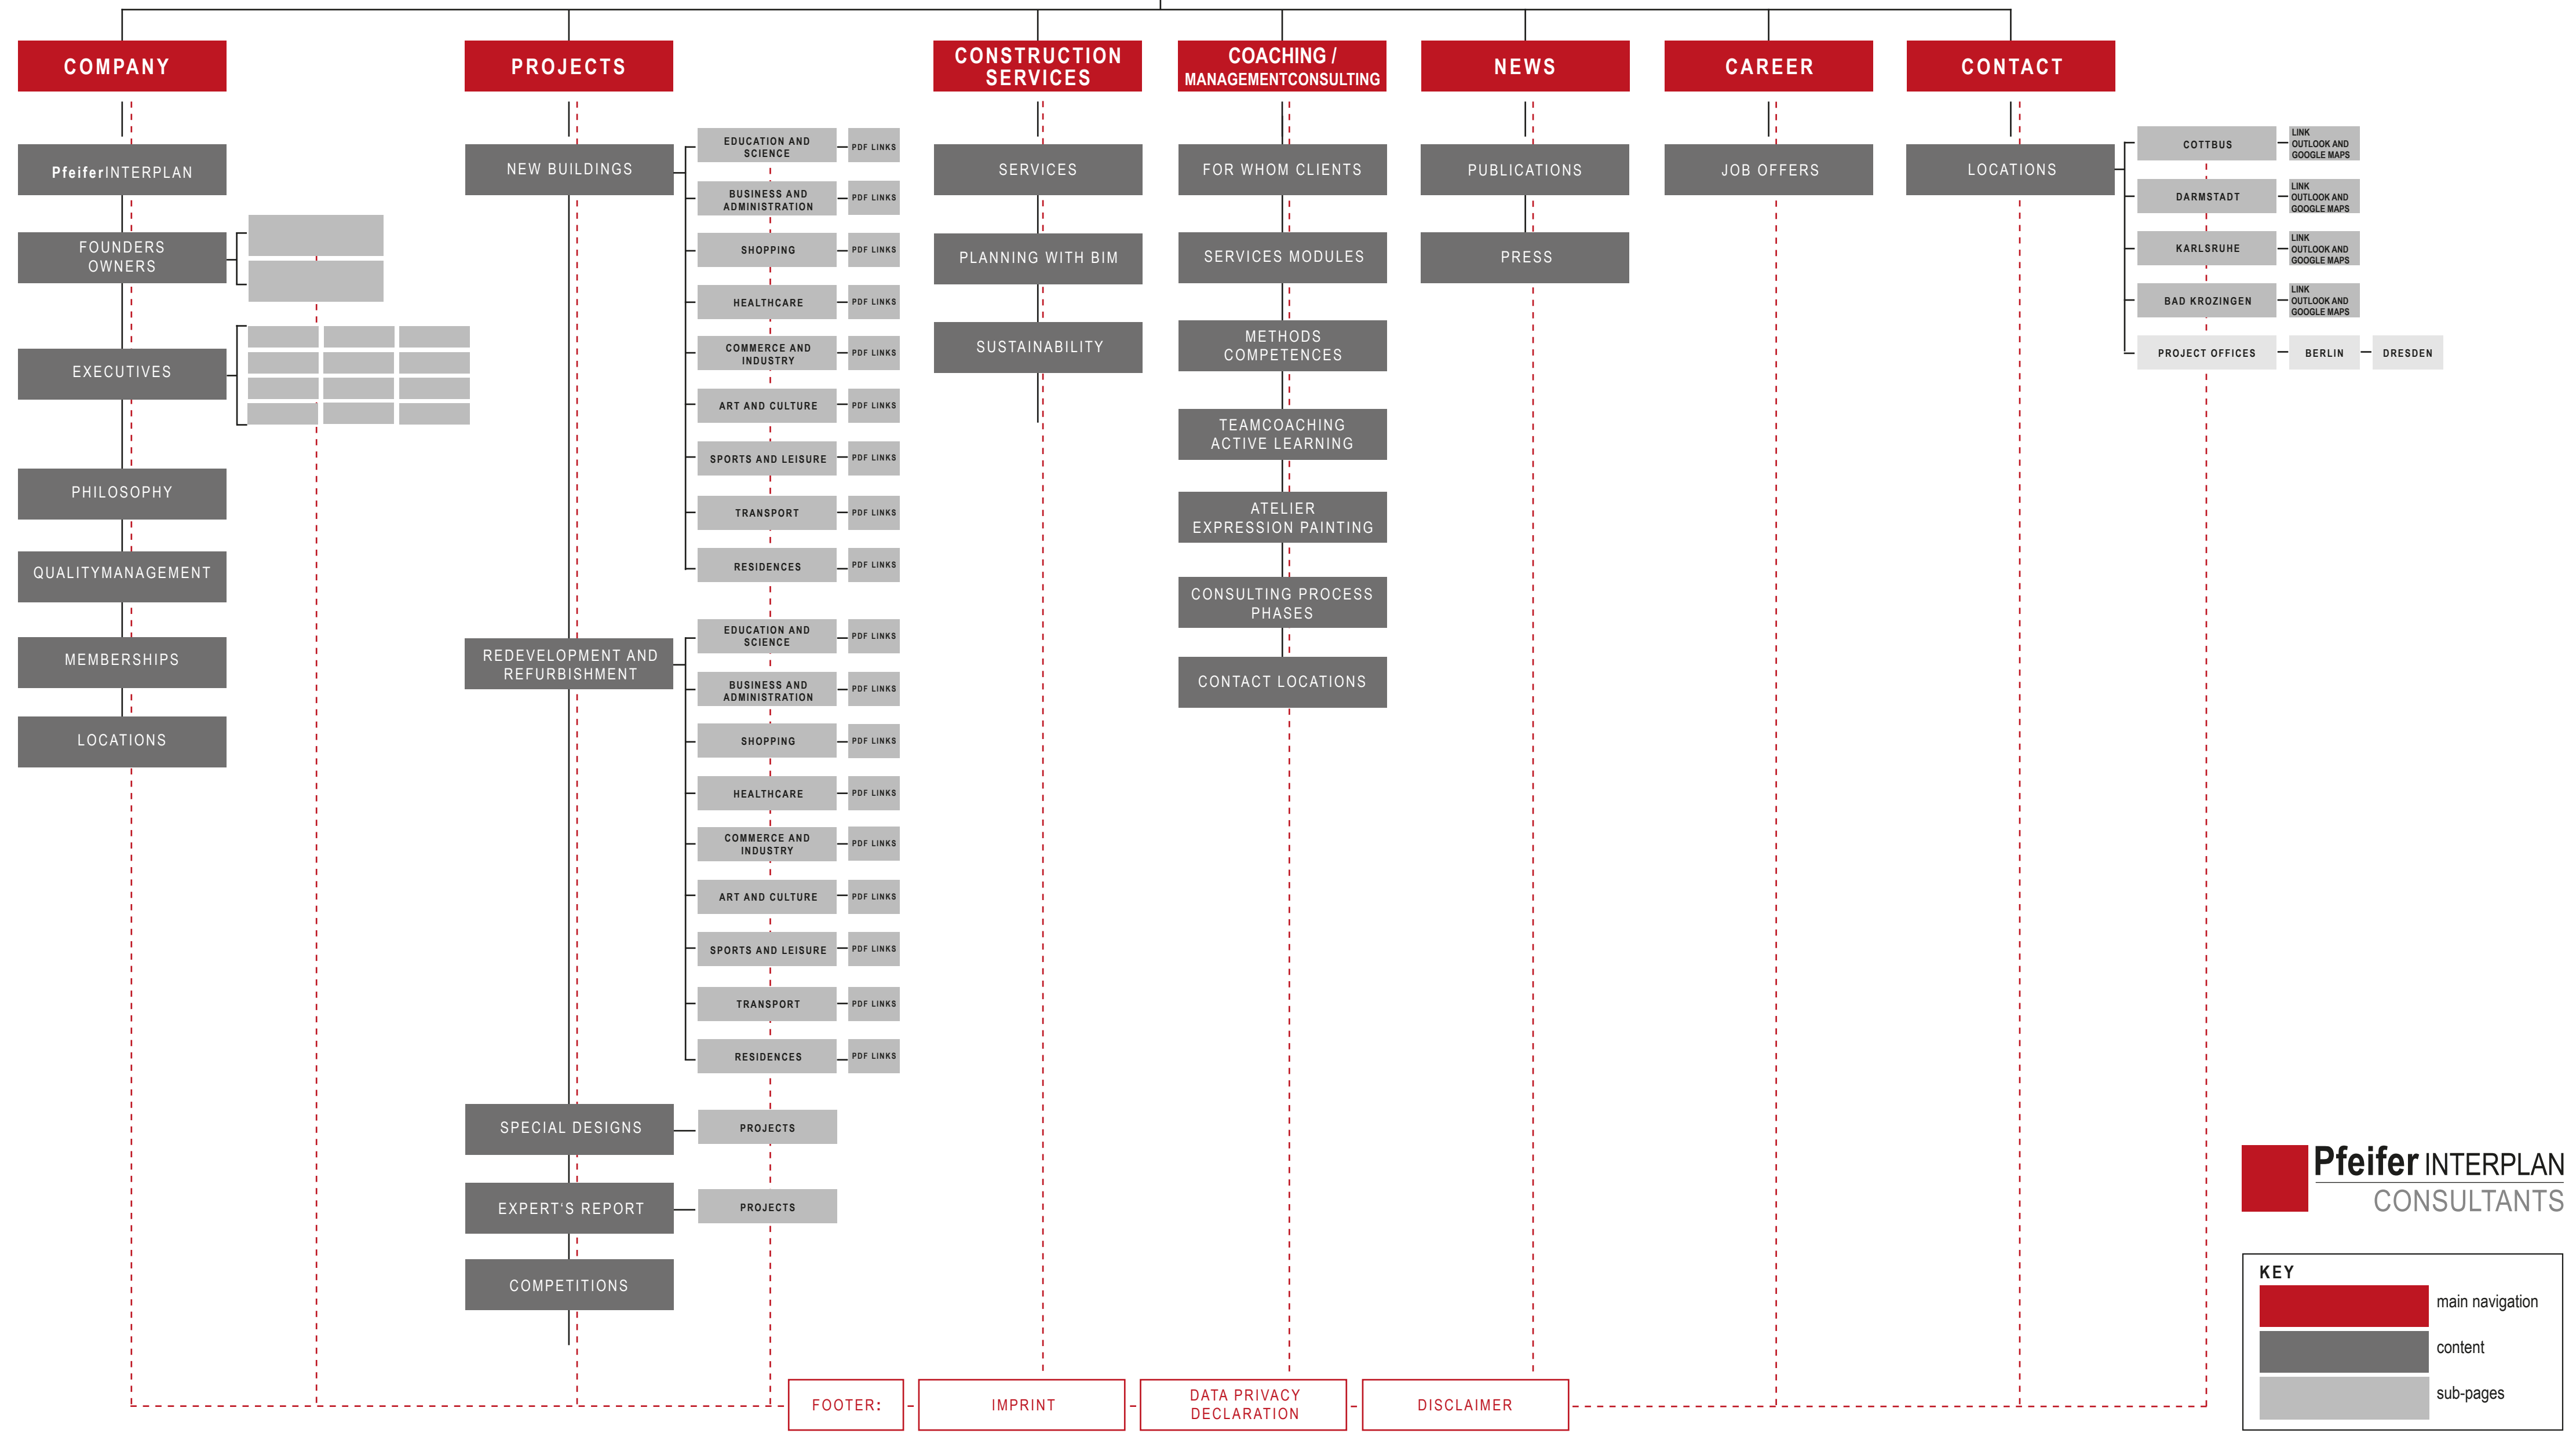 COMPANY
PfeiferINTERPLAN
FOUNDERS
OWNERS
EXECUTIVES
PHILOSOPHY
QUALITYMANAGEMENT
MEMBERSHIPS
LOCATIONS
PROJECTS
NEW BUILDINGS
EDUCATION AND
SCIENCE
PDF LINKS
BUSINESS AND
ADMINISTRATION
PDF LINKS
SHOPPING
PDF LINKS
HEALTHCARE
PDF LINKS
COMMERCE AND
INDUSTRY
PDF LINKS
ART AND CULTURE
PDF LINKS
SPORTS AND LEISURE
PDF LINKS
TRANSPORT
PDF LINKS
RESIDENCES
PDF LINKS
REDEVELOPMENT AND
REFURBISHMENT
EDUCATION AND
SCIENCE
PDF LINKS
BUSINESS AND
ADMINISTRATION
PDF LINKS
SHOPPING
PDF LINKS
HEALTHCARE
PDF LINKS
COMMERCE AND
INDUSTRY
PDF LINKS
ART AND CULTURE
PDF LINKS
SPORTS AND LEISURE
PDF LINKS
TRANSPORT
PDF LINKS
RESIDENCES
PDF LINKS
SPECIAL DESIGNS
PROJECTS
EXPERT'S REPORT
PROJECTS
COMPETITIONS
CONSTRUCTION
SERVICES
SERVICES
PLANNING WITH BIM
SUSTAINABILITY
COACHING /
MANAGEMENTCONSULTING
FOR WHOM CLIENTS
SERVICES MODULES
METHODS
COMPETENCES
TEAMCOACHING
ACTIVE LEARNING
ATELIER
EXPRESSION PAINTING
CONSULTING PROCESS
PHASES
CONTACT LOCATIONS
NEWS
PUBLICATIONS
PRESS
CAREER
JOB OFFERS
CONTACT
LOCATIONS
COTTBUS
LINK
OUTLOOK AND
GOOGLE MAPS
DARMSTADT
LINK
OUTLOOK AND
GOOGLE MAPS
KARLSRUHE
LINK
OUTLOOK AND
GOOGLE MAPS
BAD KROZINGEN
LINK
OUTLOOK AND
GOOGLE MAPS
PROJECT OFFICES
BERLIN
DRESDEN
Pfeifer INTERPLAN
CONSULTANTS
KEY
main navigation
content
sub-pages
FOOTER:
IMPRINT
DATA PRIVACY
DECLARATION
DISCLAIMER